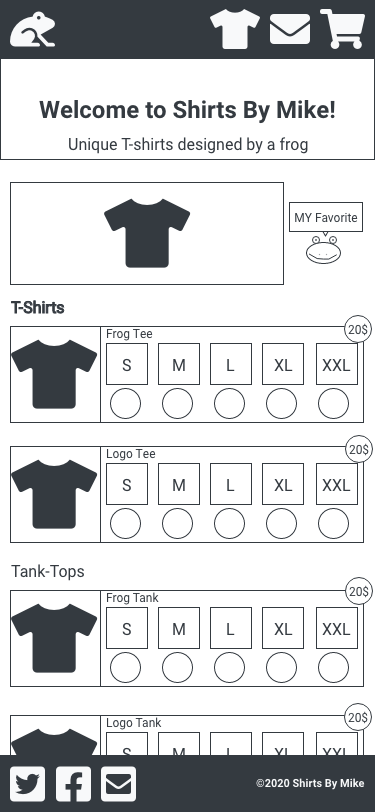 Welcome to Shirts By Mike!
Unique T-shirts designed by a frog
MY Favorite
T-Shirts
20$
Frog Tee
S M L XL XXL
20$
Logo Tee
S M L XL XXL
Tank-Tops
20$
Frog Tank
S M L XL XXL
20$
Logo Tank
S M L XL XXL
©2020 Shirts By Mike